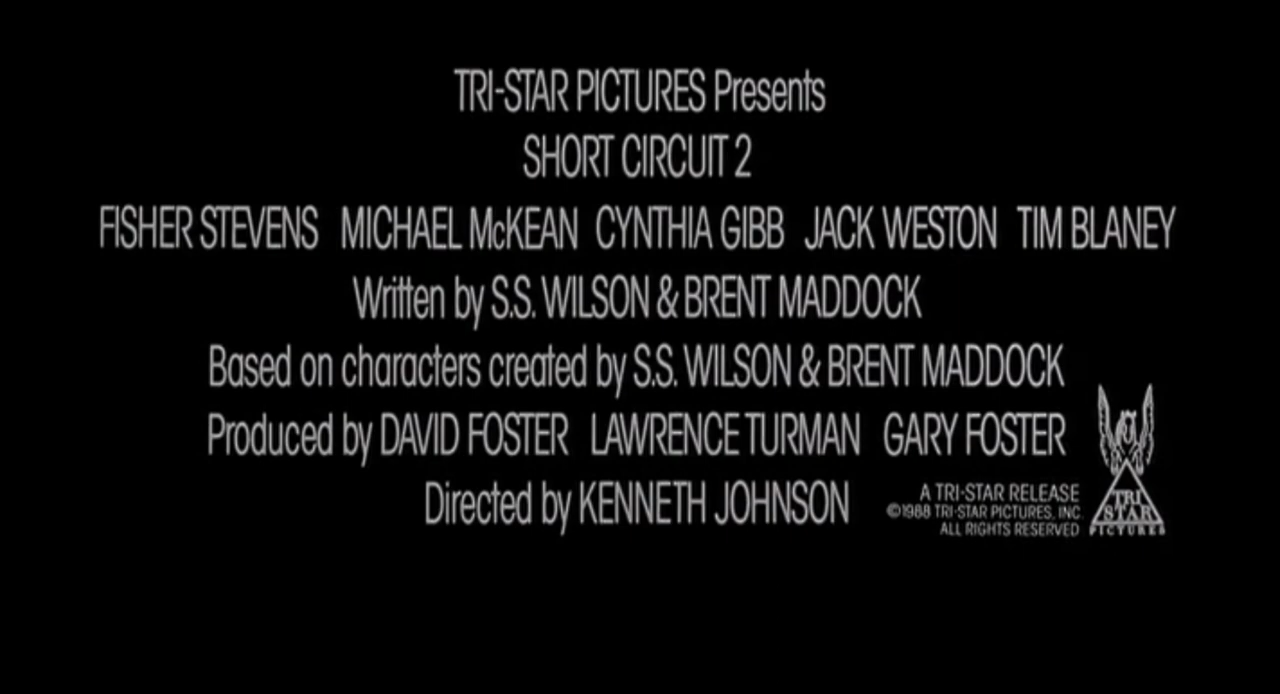 TRI-STAR PICTURES Presents
SHORT CIRCUIT 2
FISHER STEVENS MICHAEL McKEAN CYNTHIA GIBB JACK WESTON TIM BLANEY
Written by S.S. WILSON & BRENT MADDOCK
Based on characters created by S.S. WILSON & BRENT MADDOCK
Produced by DAVID FOSTER LAWRENCE TURMAN GARY FOSTER
Directed by KENNETH JOHNSON
A TRI-STAR RELEASE
©1988 TRI-STAR PICTURES, INC.
ALL RIGHTS RESERVED
TRI
STAR
PICTURES